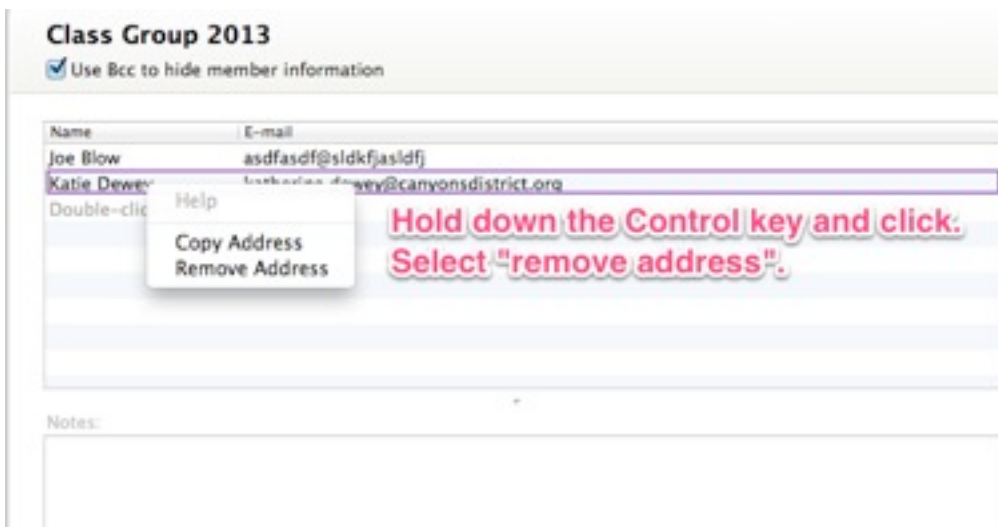 Class Group 2013
Use Bcc to hide member information
Name E-mail
Joe Blow asdfasdf@sldkfjasldfj
Katie Dewey katherine.dewey@canyonsdistrict.org
Double-clic
Help
Copy Address
Remove Address
Hold down the Control key and click.
Select "remove address".
Notes: